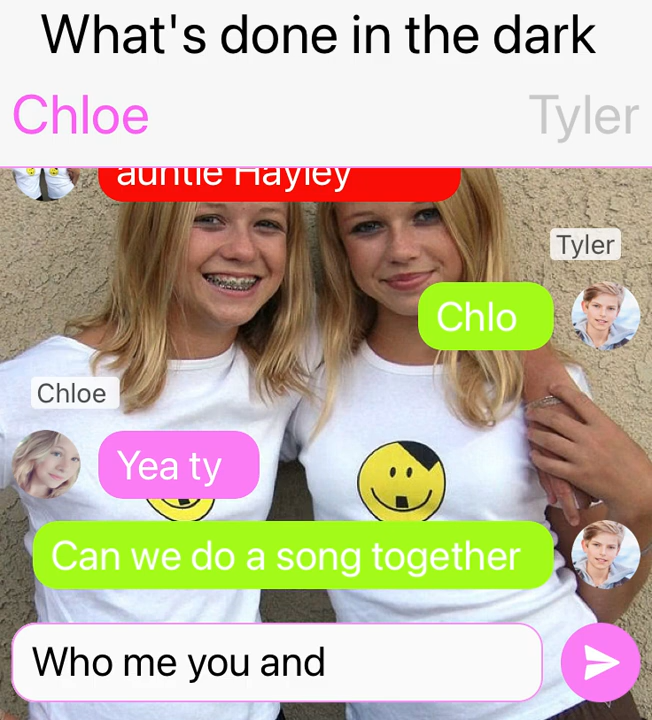 What's done in the dark
Chloe Tyler
auntie Hayley
Tyler
Chlo
Chloe
Yea ty
Can we do a song together
Who me you and